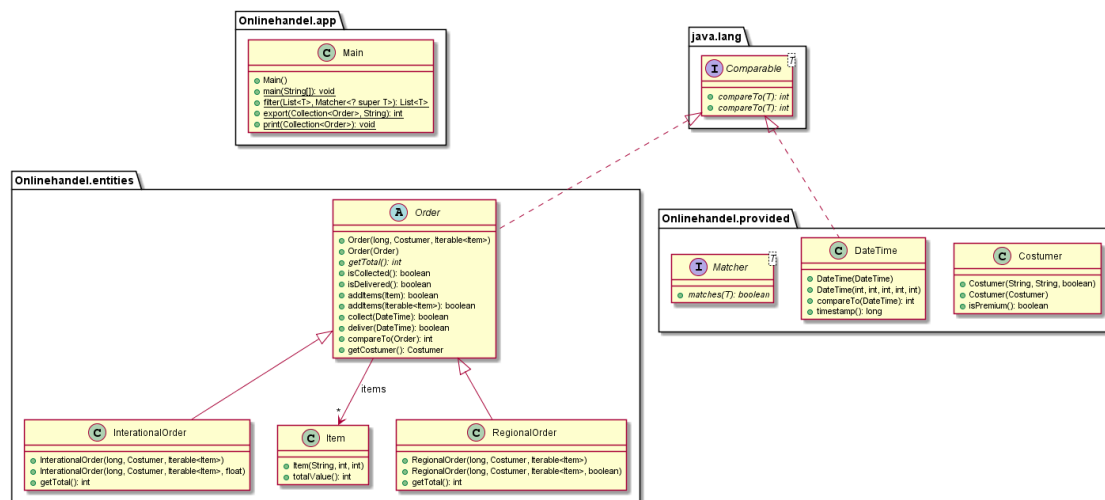 Onlinehandel.app
C Main
Main()
main(String[]): void
filter(List<T>, Matcher<? super T>): List<T>
export(Collection<Order>, String): int
print(Collection<Order>): void
java.lang
I Comparable T
compareTo(T): int
compareTo(T): int
Onlinehandel.entities
A Order
Order(long, Costumer, Iterable<Item>)
Order(Order)
getTotal(): int
isCollected(): boolean
isDelivered(): boolean
addItems(Item): boolean
addItems(Iterable<Item>): boolean
collect(DateTime): boolean
deliver(DateTime): boolean
compareTo(Order): int
getCostumer(): Costumer
items
*
C InterationalOrder
InterationalOrder(long, Costumer, Iterable<Item>)
InterationalOrder(long, Costumer, Iterable<Item>, float)
getTotal(): int
C Item
Item(String, int, int)
totalValue(): int
C RegionalOrder
RegionalOrder(long, Costumer, Iterable<Item>)
RegionalOrder(long, Costumer, Iterable<Item>, boolean)
getTotal(): int
Onlinehandel.provided
I Matcher T
matches(T): boolean
C DateTime
DateTime(DateTime)
DateTime(int, int, int, int, int)
compareTo(DateTime): int
timestamp(): long
C Costumer
Costumer(String, String, boolean)
Costumer(Costumer)
isPremium(): boolean